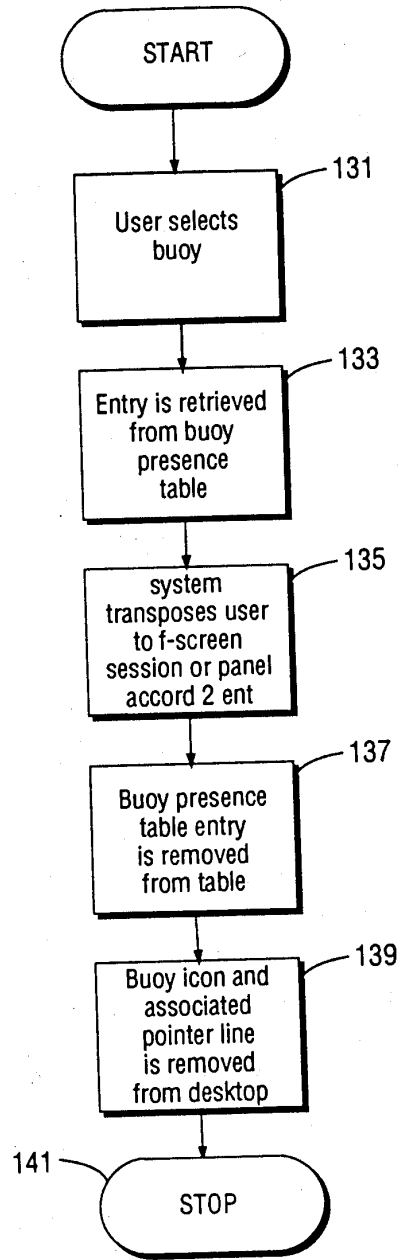 START
131
User selects
buoy
133
Entry is retrieved
from buoy
presence
table
135
system
transposes user
to f-screen
session or panel
accord 2 ent
137
Buoy presence
table entry
is removed
from table
139
Buoy icon and
associated
pointer line
is removed
from desktop
141
STOP